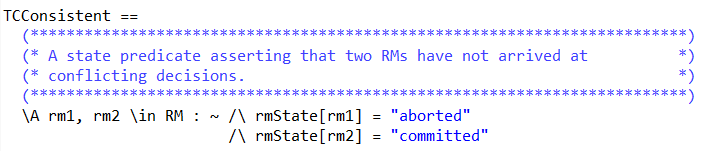 TCConsistent ==
  (*************************************************************************)
  (* A state predicate asserting that two RMs have not arrived at          *)
  (* conflicting decisions.                                                *)
  (*************************************************************************)
  \A rm1, rm2 \in RM : ~ /\ rmState[rm1] = "aborted"
                         /\ rmState[rm2] = "committed"